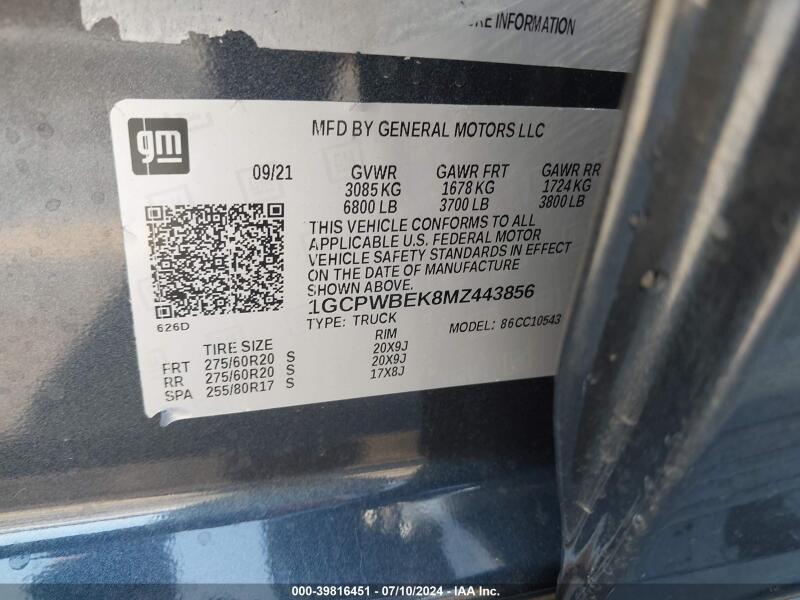 RE INFORMATION
gm
MFD BY GENERAL MOTORS LLC
09/21 GVWR GAWR FRT GAWR RR
3085 KG 1678 KG 1724 KG
6800 LB 3700 LB 3800 LB
THIS VEHICLE CONFORMS TO ALL
APPLICABLE U.S. FEDERAL MOTOR
VEHICLE SAFETY STANDARDS IN EFFECT
ON THE DATE OF MANUFACTURE
SHOWN ABOVE.
1GCPWBEK8MZ443856
626D
TYPE: TRUCK MODEL: 86CC10543
TIRE SIZE RIM
FRT 275/60R20 S 20X9J
RR 275/60R20 S 20X9J
SPA 255/80R17 S 17X8J
000-39816451 - 07/10/2024 - IAA Inc.